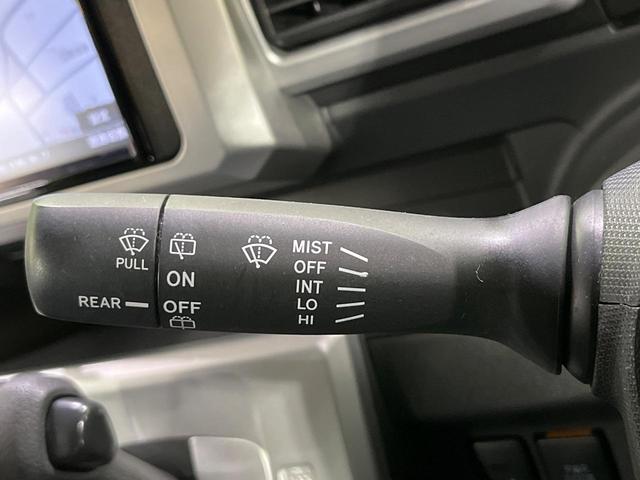 PULL
REAR
ON
OFF
MIST
OFF
INT
LO
HI